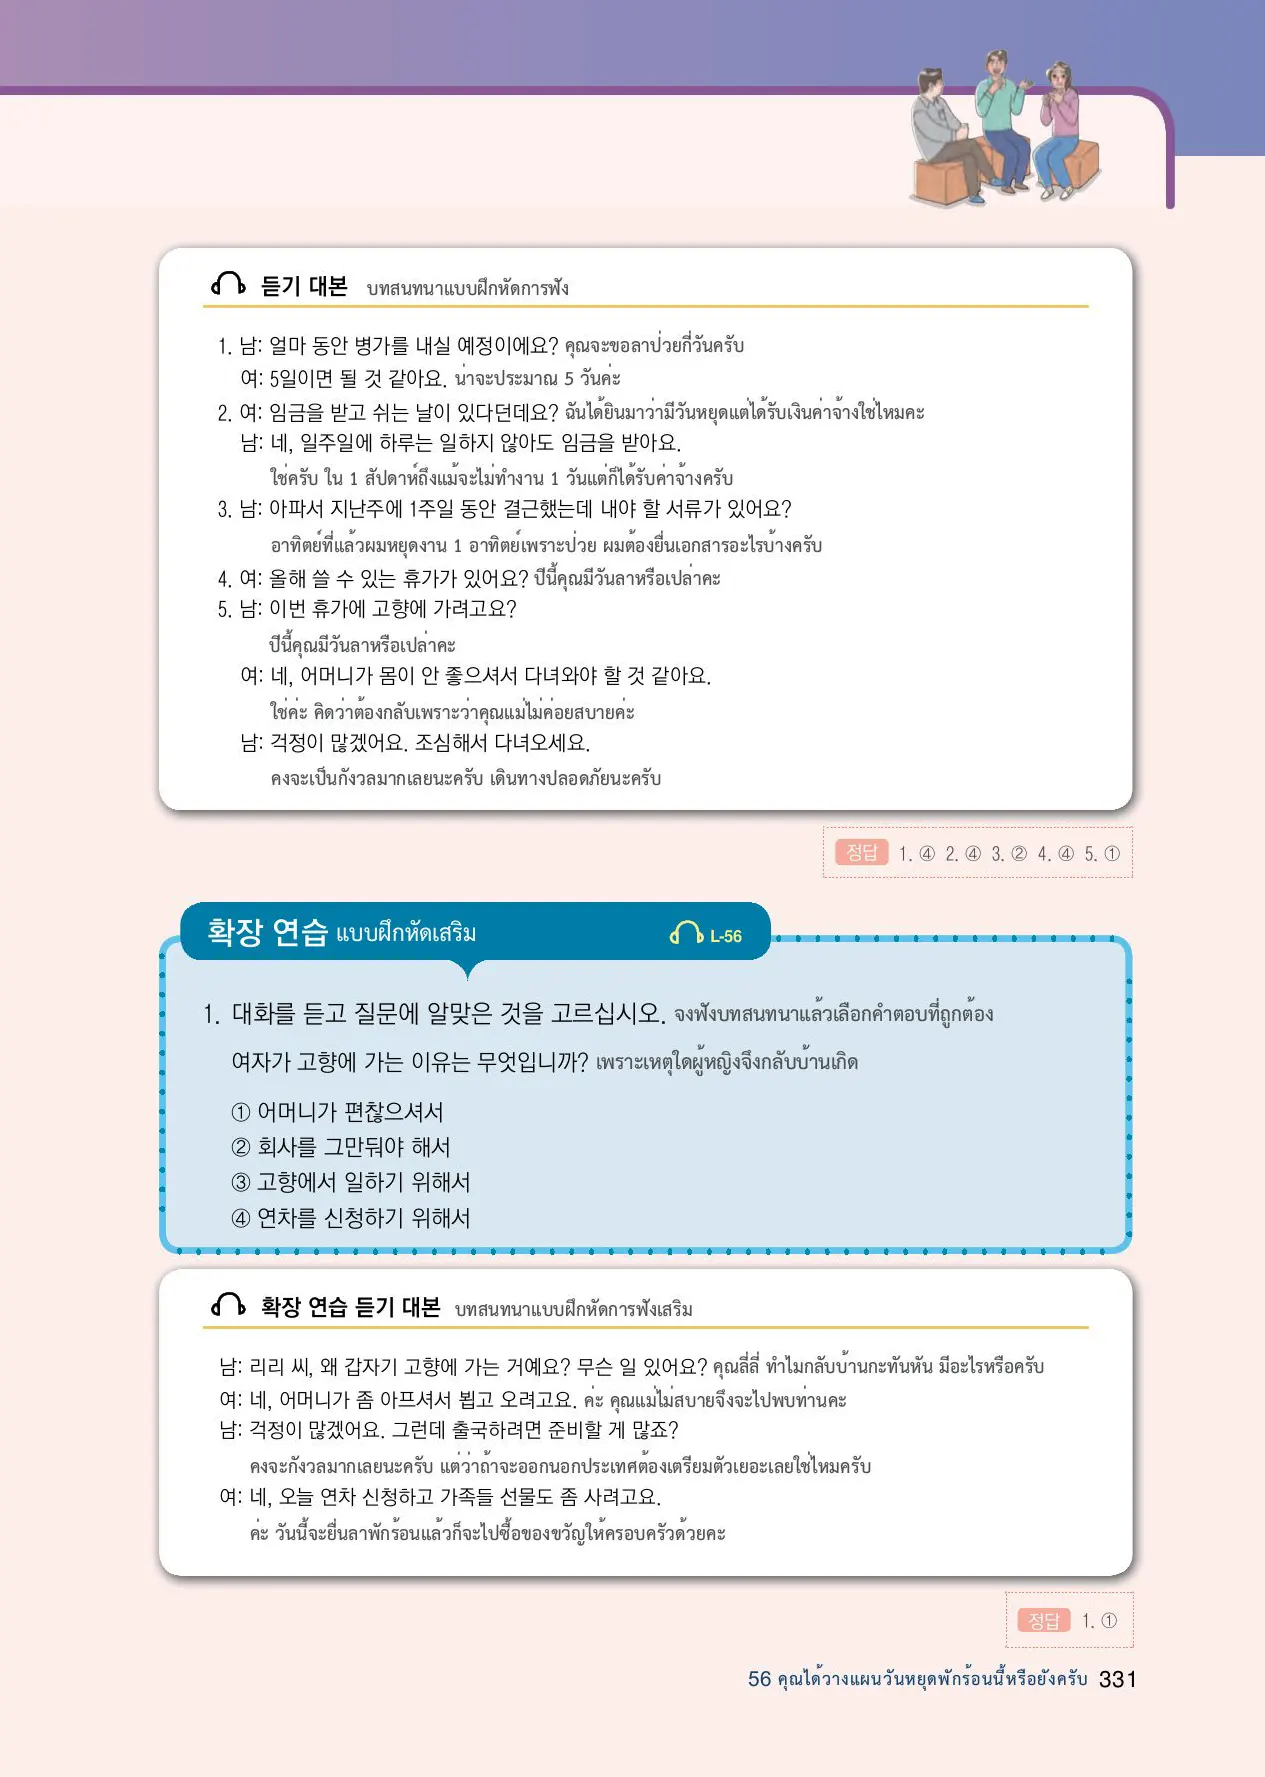 듣기 대본 บทสนทนาแบบฝึกหัดการฟัง
1. 남: 얼마 동안 병가를 내실 예정이에요? คุณจะขอลาป่วยกี่วันครับ
여: 5일이면 될 것 같아요. น่าจะประมาณ 5 วันค่ะ
2. 여: 임금을 받고 쉬는 날이 있다던데요? ฉันได้ยินมาว่ามีวันหยุดแต่ได้รับเงินค่าจ้างใช่ไหมคะ
남: 네, 일주일에 하루는 일하지 않아도 임금을 받아요.
ใช่ครับ ใน 1 สัปดาห์ถึงแม้จะไม่ทำงาน 1 วันแต่ก็ได้รับค่าจ้างครับ
3. 남: 아파서 지난주에 1주일 동안 결근했는데 내야 할 서류가 있어요?
อาทิตย์ที่แล้วผมหยุดงาน 1 อาทิตย์เพราะป่วย ผมต้องยื่นเอกสารอะไรบ้างครับ
4. 여: 올해 쓸 수 있는 휴가가 있어요? ปีนี้คุณมีวันลาหรือเปล่าคะ
5. 남: 이번 휴가에 고향에 가려고요?
ปีนี้คุณมีวันลาหรือเปล่าคะ
여: 네, 어머니가 몸이 안 좋으셔서 다녀와야 할 것 같아요.
ใช่ค่ะ คิดว่าต้องกลับเพราะว่าคุณแม่ไม่ค่อยสบายค่ะ
남: 걱정이 많겠어요. 조심해서 다녀오세요.
คงจะเป็นกังวลมากเลยนะครับ เดินทางปลอดภัยนะครับ
정답 1. ④ 2. ④ 3. ② 4. ④ 5. ①
확장 연습 แบบฝึกหัดเสริม L-56
1. 대화를 듣고 질문에 알맞은 것을 고르십시오. จงฟังบทสนทนาแล้วเลือกคำตอบที่ถูกต้อง
여자가 고향에 가는 이유는 무엇입니까? เพราะเหตุใดผู้หญิงจึงกลับบ้านเกิด
① 어머니가 편찮으셔서
② 회사를 그만둬야 해서
③ 고향에서 일하기 위해서
④ 연차를 신청하기 위해서
확장 연습 듣기 대본 บทสนทนาแบบฝึกหัดการฟังเสริม
남: 리리 씨, 왜 갑자기 고향에 가는 거예요? 무슨 일 있어요? คุณลี่ลี่ ทำไมกลับบ้านกะทันหัน มีอะไรหรือครับ
여: 네, 어머니가 좀 아프셔서 뵙고 오려고요. ค่ะ คุณแม่ไม่สบายจึงจะไปพบท่านคะ
남: 걱정이 많겠어요. 그런데 출국하려면 준비할 게 많죠?
คงจะกังวลมากเลยนะครับ แต่ว่าถ้าจะออกนอกประเทศต้องเตรียมตัวเยอะเลยใช่ไหมครับ
여: 네, 오늘 연차 신청하고 가족들 선물도 좀 사려고요.
ค่ะ วันนี้จะยื่นลาพักร้อนแล้วก็จะไปซื้อของขวัญให้ครอบครัวด้วยคะ
정답 1. ①
56 คุณได้วางแผนวันหยุดพักร้อนนี้หรือยังครับ 331